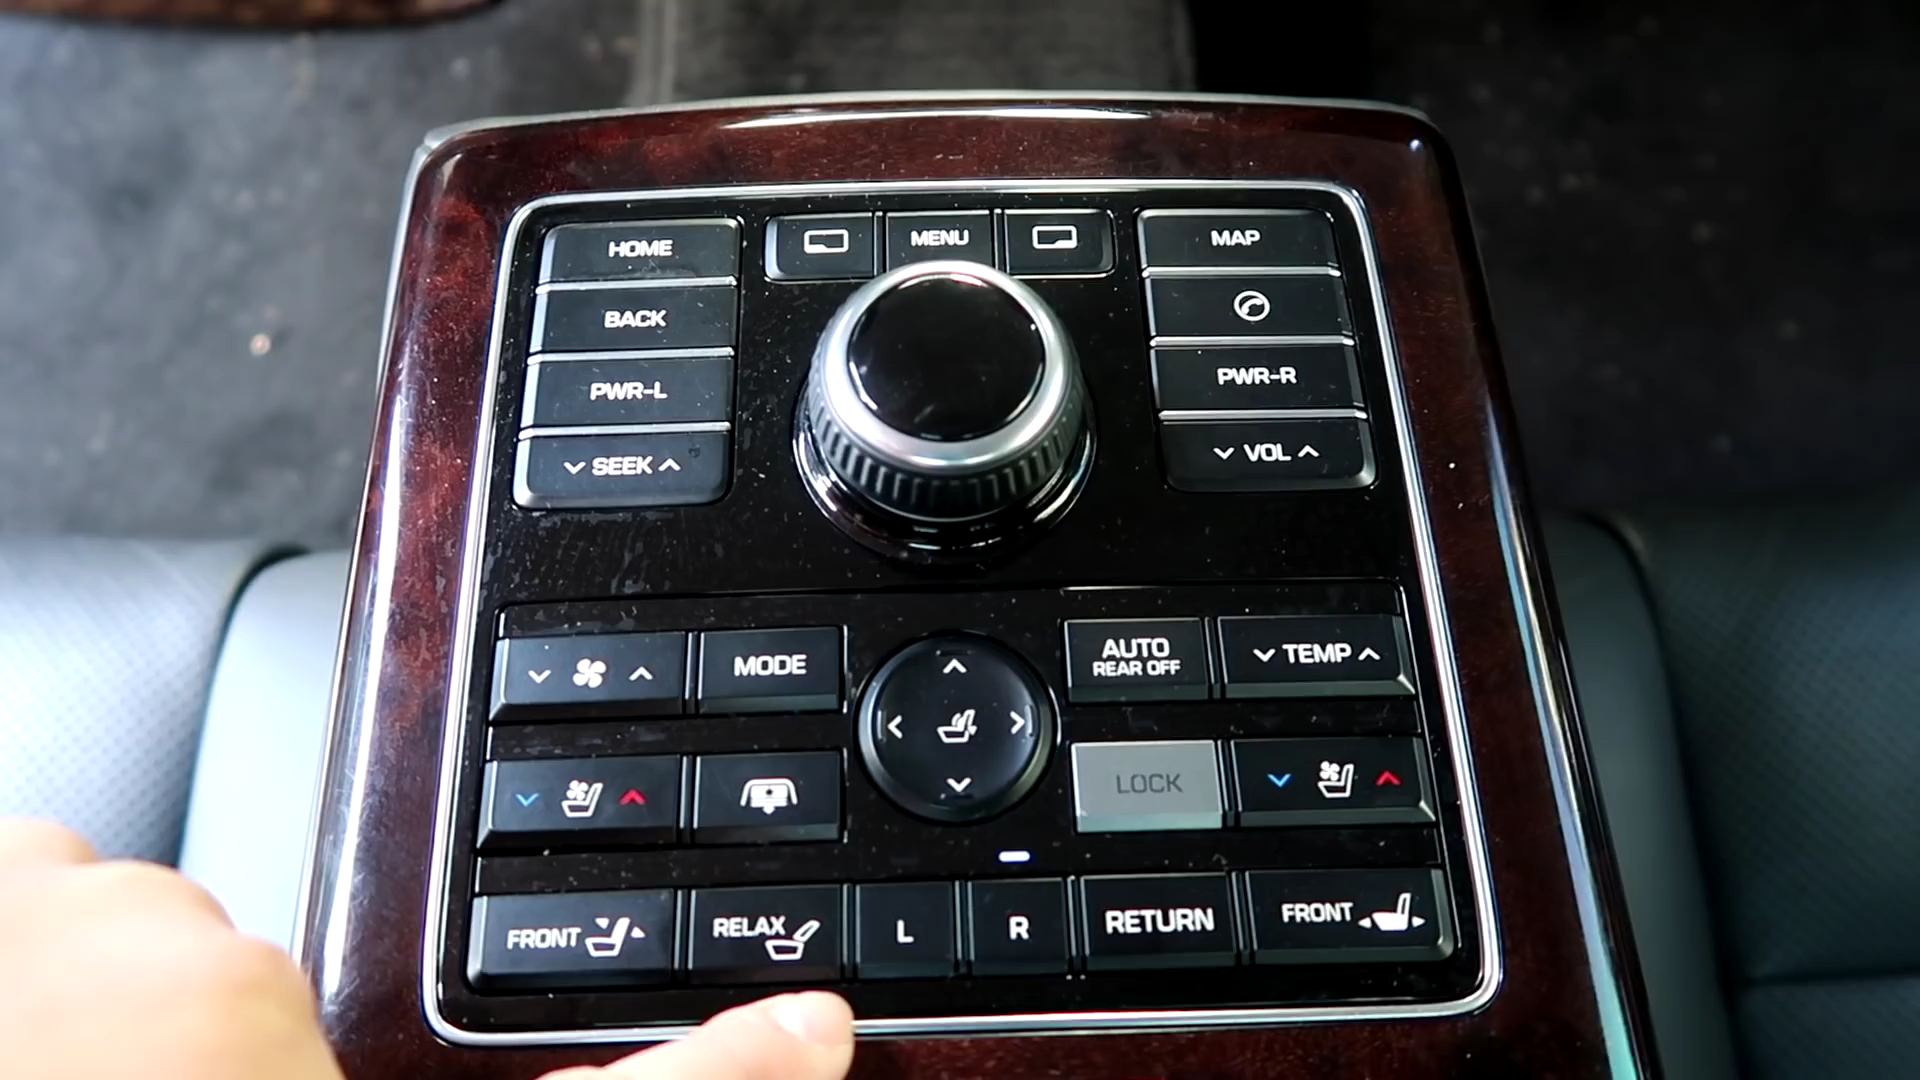 HOME
MENU
MAP
BACK
PWR-L
PWR-R
SEEK
VOL
MODE
AUTO
REAR OFF
TEMP
LOCK
FRONT
RELAX
L
R
RETURN
FRONT